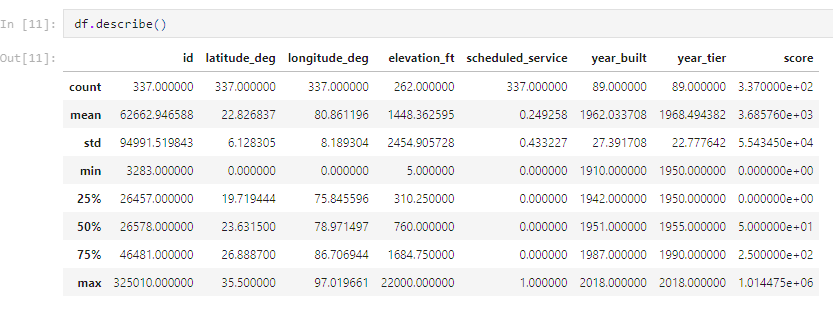 In [11]: df.describe()
Out[11]:
id latitude_deg longitude_deg elevation_ft scheduled_service year_built year_tier score
count 337.000000 337.000000 337.000000 262.000000 337.000000 89.000000 89.000000 3.370000e+02
mean 62662.946588 22.826837 80.861196 1448.362595 0.249258 1962.033708 1968.494382 3.685760e+03
std 94991.519843 6.128305 8.189304 2454.905728 0.433227 27.391708 22.777642 5.543450e+04
min 3283.000000 0.000000 0.000000 5.000000 0.000000 1910.000000 1950.000000 0.000000e+00
25% 26457.000000 19.719444 75.845596 310.250000 0.000000 1942.000000 1950.000000 0.000000e+00
50% 26578.000000 23.631500 78.971497 760.000000 0.000000 1951.000000 1955.000000 5.000000e+01
75% 46481.000000 26.888700 86.706944 1684.750000 0.000000 1987.000000 1990.000000 2.500000e+02
max 325010.000000 35.500000 97.019661 22000.000000 1.000000 2018.000000 2018.000000 1.014475e+06